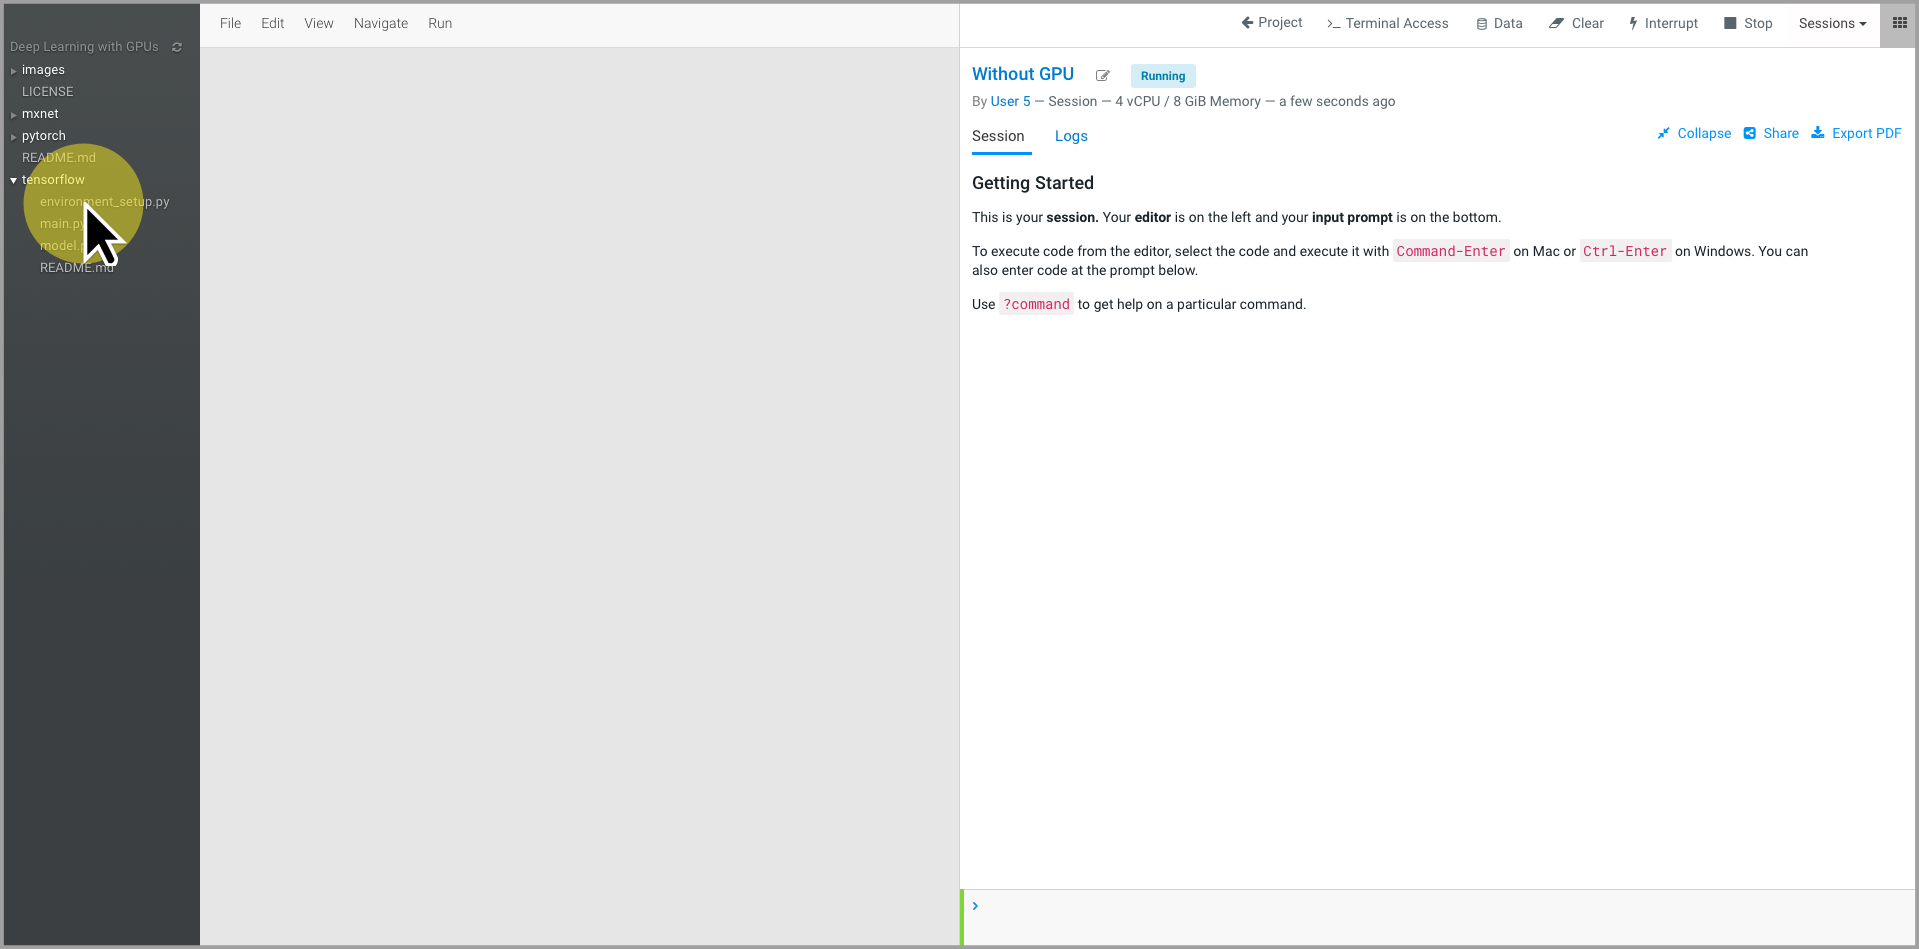 File Edit View Navigate Run
Project Terminal Access Data Clear Interrupt Stop Sessions
Deep Learning with GPUs
images
LICENSE
mxnet
pytorch
README.md
tensorflow
environment_setup.py
main.py
README.md
Without GPU Running
By User 5 — Session — 4 vCPU / 8 GiB Memory — a few seconds ago
Session Logs Collapse Share Export PDF
Getting Started
This is your session. Your editor is on the left and your input prompt is on the bottom.
To execute code from the editor, select the code and execute it with Command-Enter on Mac or Ctrl-Enter on Windows. You can
also enter code at the prompt below.
Use ?command to get help on a particular command.